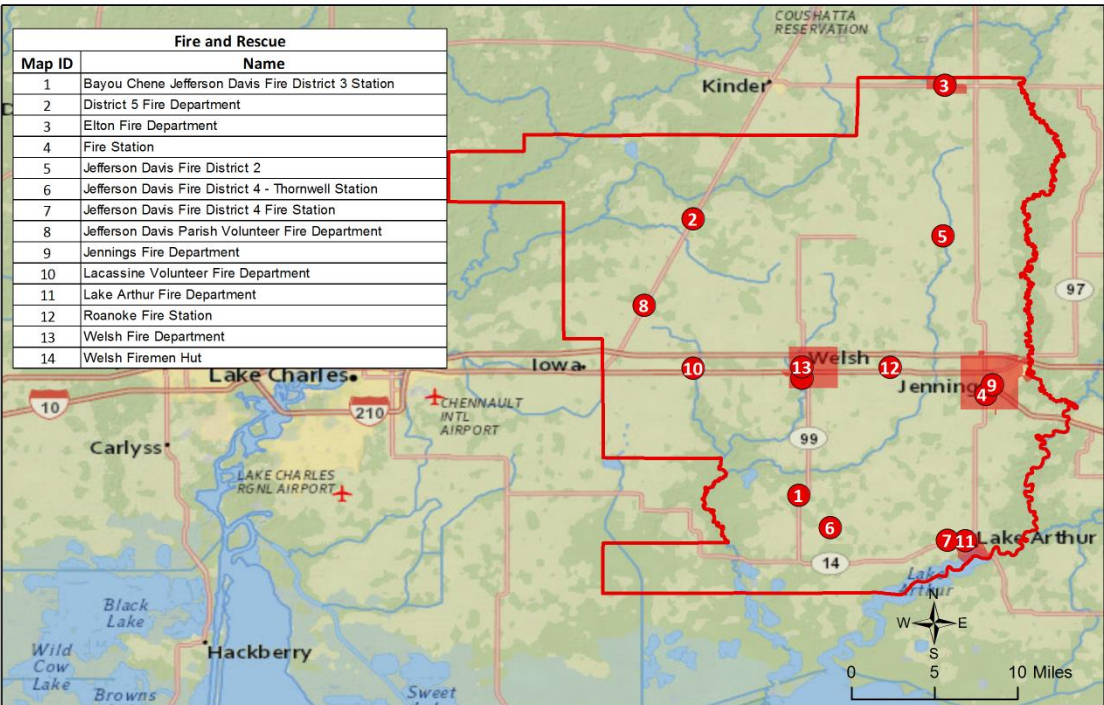 Fire and Rescue
Map ID Name
1 Bayou Chene Jefferson Davis Fire District 3 Station
2 District 5 Fire Department
3 Elton Fire Department
4 Fire Station
5 Jefferson Davis Fire District 2
6 Jefferson Davis Fire District 4 - Thornwell Station
7 Jefferson Davis Fire District 4 Fire Station
8 Jefferson Davis Parish Volunteer Fire Department
9 Jennings Fire Department
10 Lacassine Volunteer Fire Department
11 Lake Arthur Fire Department
12 Roanoke Fire Station
13 Welsh Fire Department
14 Welsh Firemen Hut
COUSHATTA
RESERVATION
Kinder
3
2
5
97
8
Iowa
10
13
Welsh
12
Jenning
9
4
Lake Charles
10
210
CHENNAULT
INTL
AIRPORT
Carlyss
99
LAKE CHARLES
RGNL AIRPORT
1
6
7
11
Lake Arthur
14
Lake
Arthur
Black
Lake
Wild
Cow
Lake
Hackberry
Browns
Sweet
N
W E
S
0 5 10 Miles